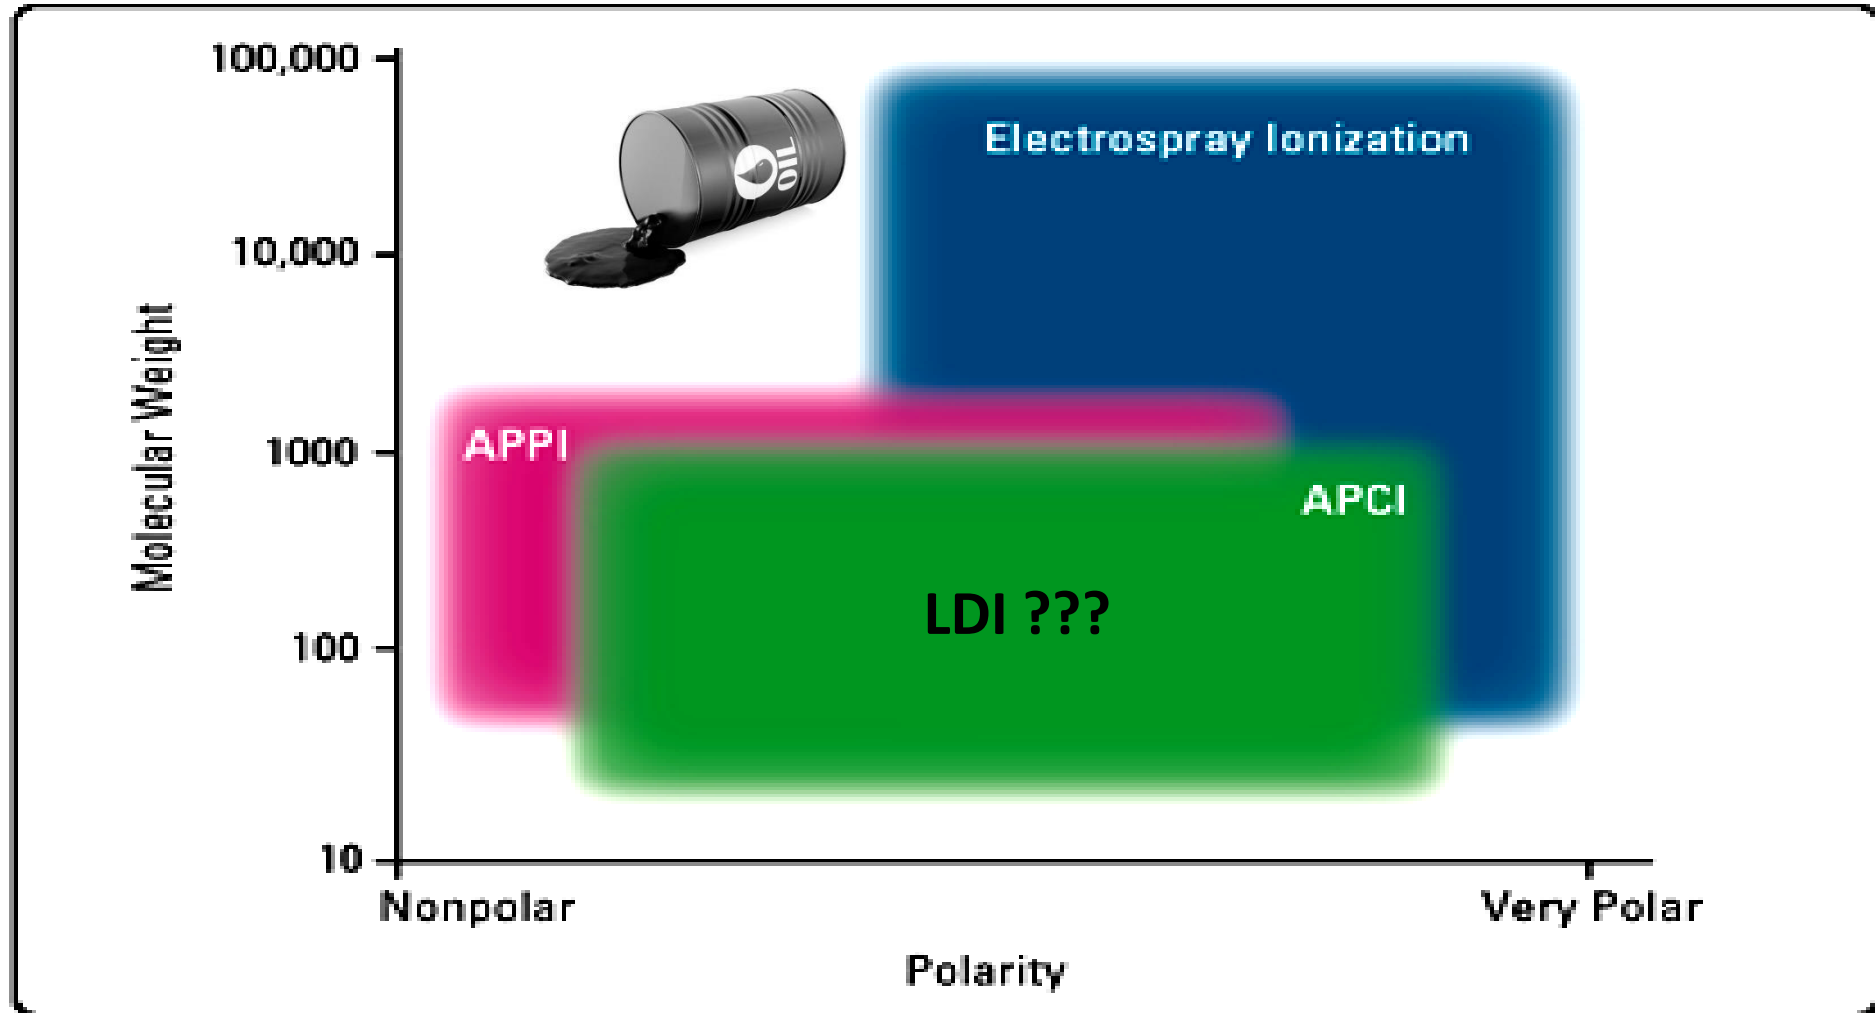 100,000
Electrospray Ionization
OIL
10,000
Molecular Weight
1000
APPI
APCI
LDI ???
100
10
Nonpolar
Very Polar
Polarity